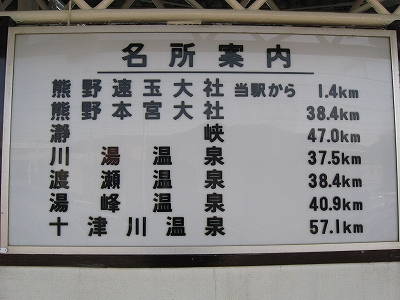 名所案内
熊野速玉大社 当駅から 1.4km
熊野本宮大社 38.4km
瀞峡 47.0km
川湯温泉 37.5km
渡瀬温泉 38.4km
湯峰温泉 40.9km
十津川温泉 57.1km